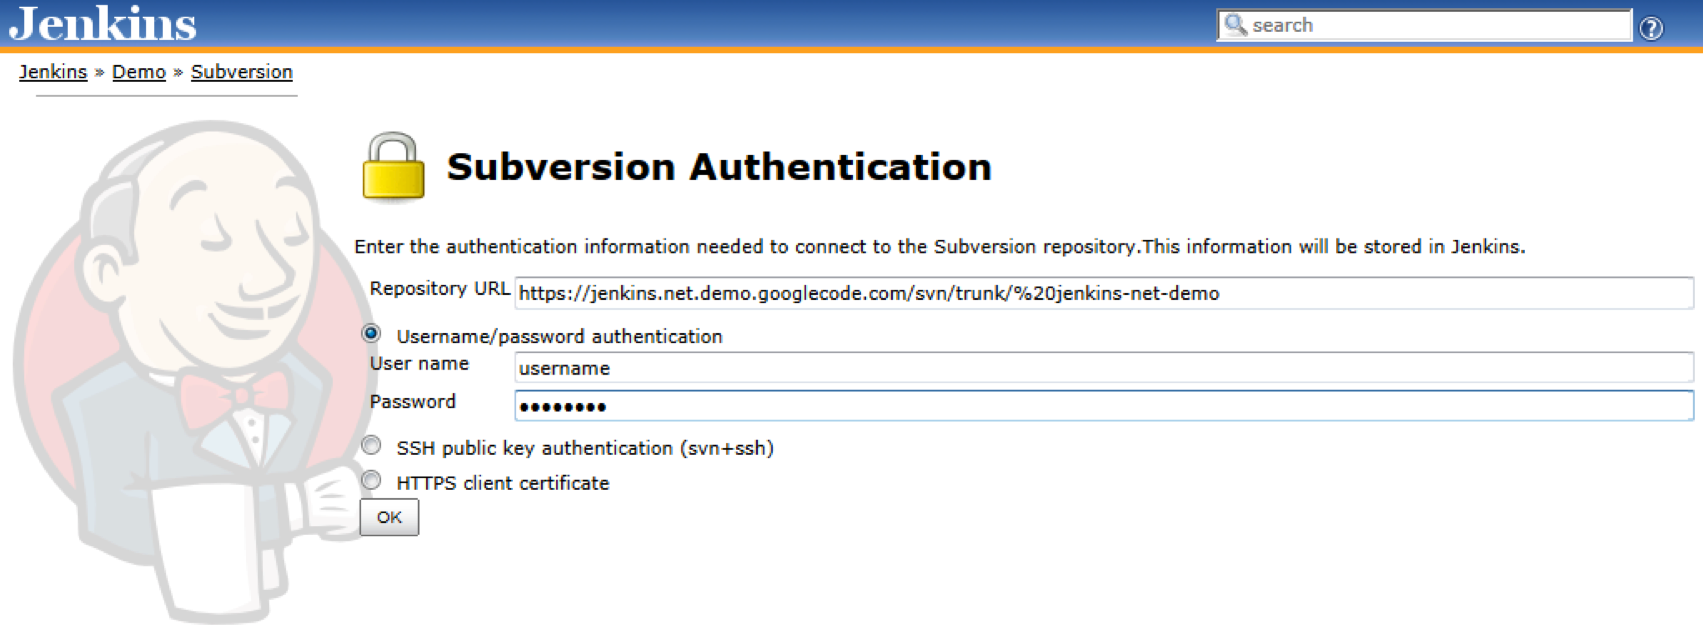 Jenkins
search
?
Jenkins » Demo » Subversion
Subversion Authentication
Enter the authentication information needed to connect to the Subversion repository.This information will be stored in Jenkins.
Repository URL https://jenkins.net.demo.googlecode.com/svn/trunk/%20jenkins-net-demo
Username/password authentication
User name username
Password ••••••••
SSH public key authentication (svn+ssh)
HTTPS client certificate
OK